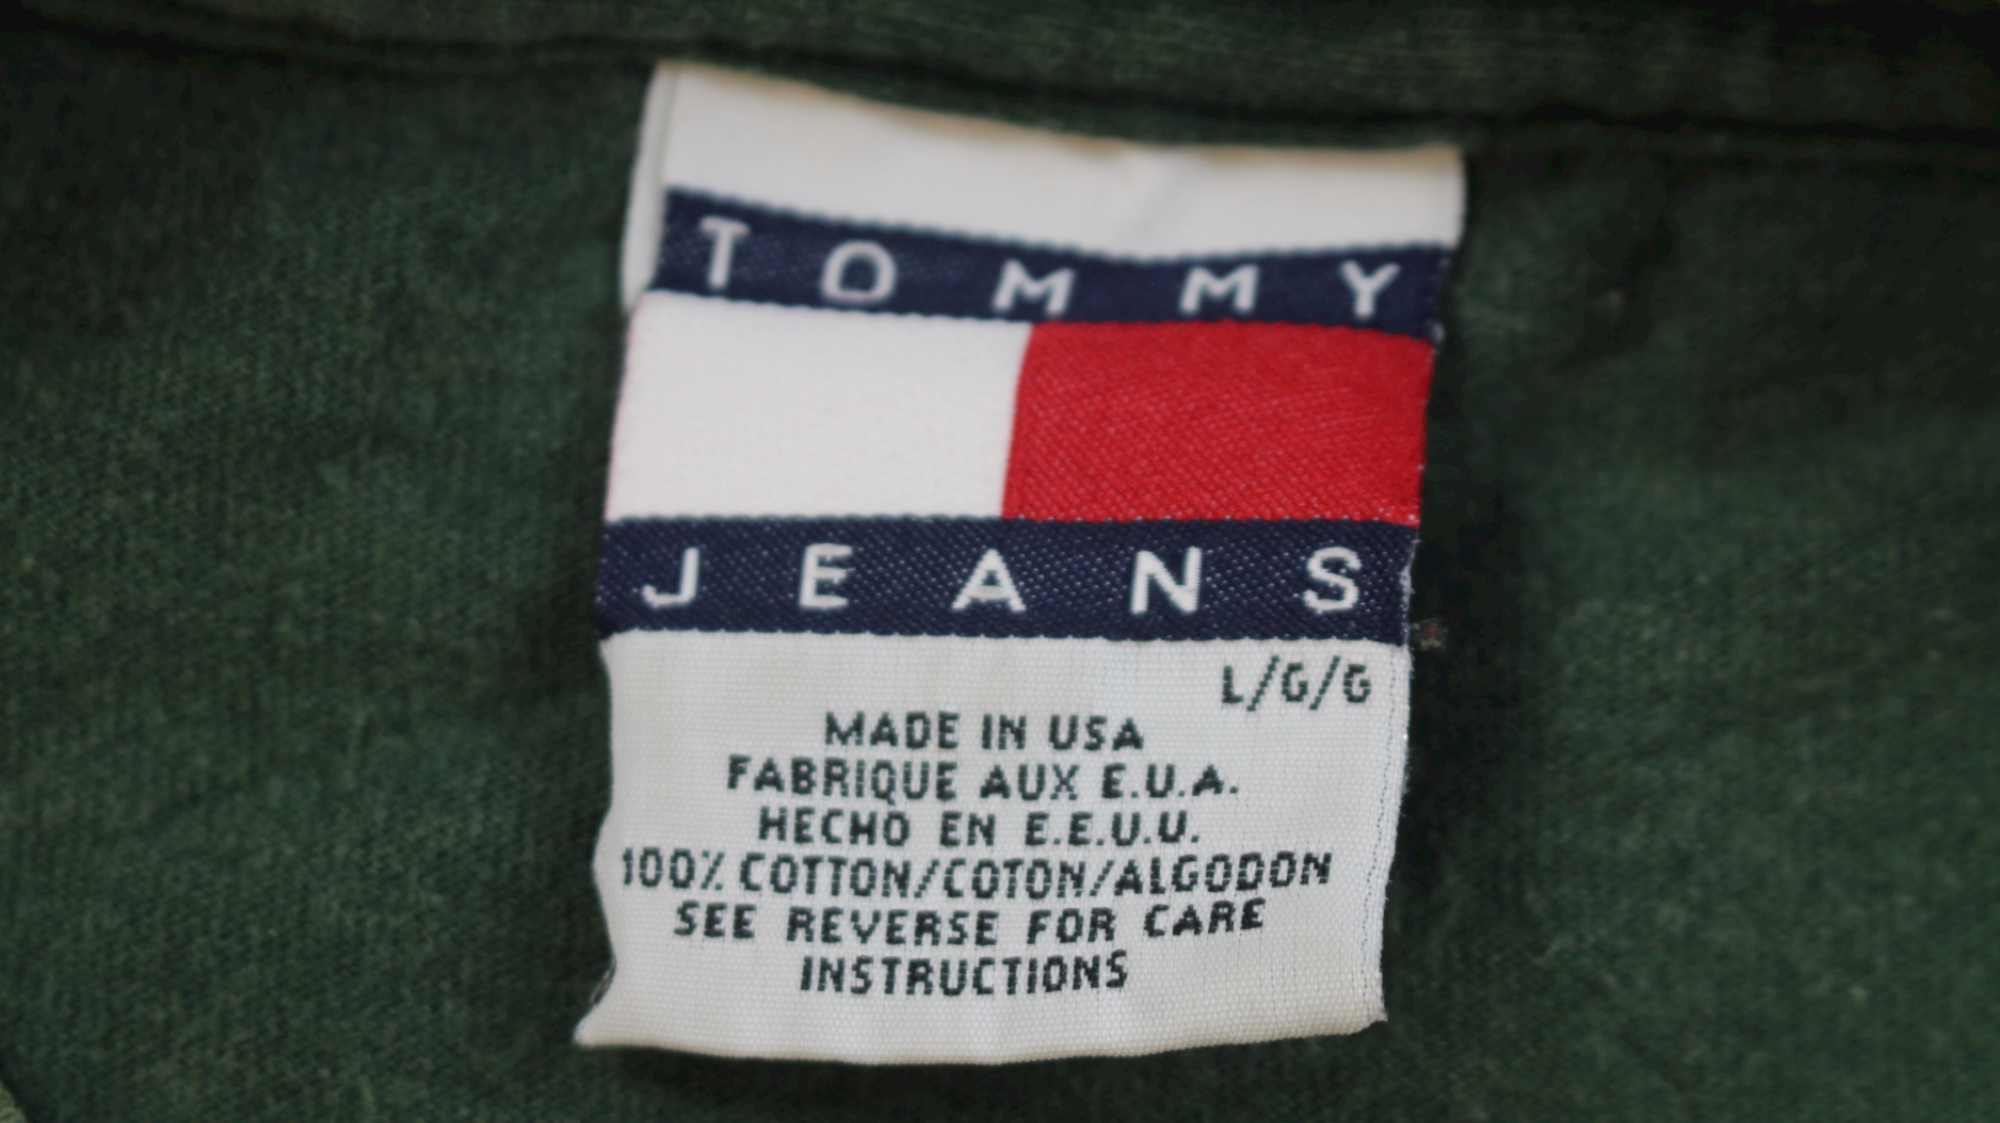 TOMMY
JEANS
L/G/G
MADE IN USA
FABRIQUE AUX E.U.A.
HECHO EN E.E.U.U.
100% COTTON/COTON/ALGODON
SEE REVERSE FOR CARE
INSTRUCTIONS